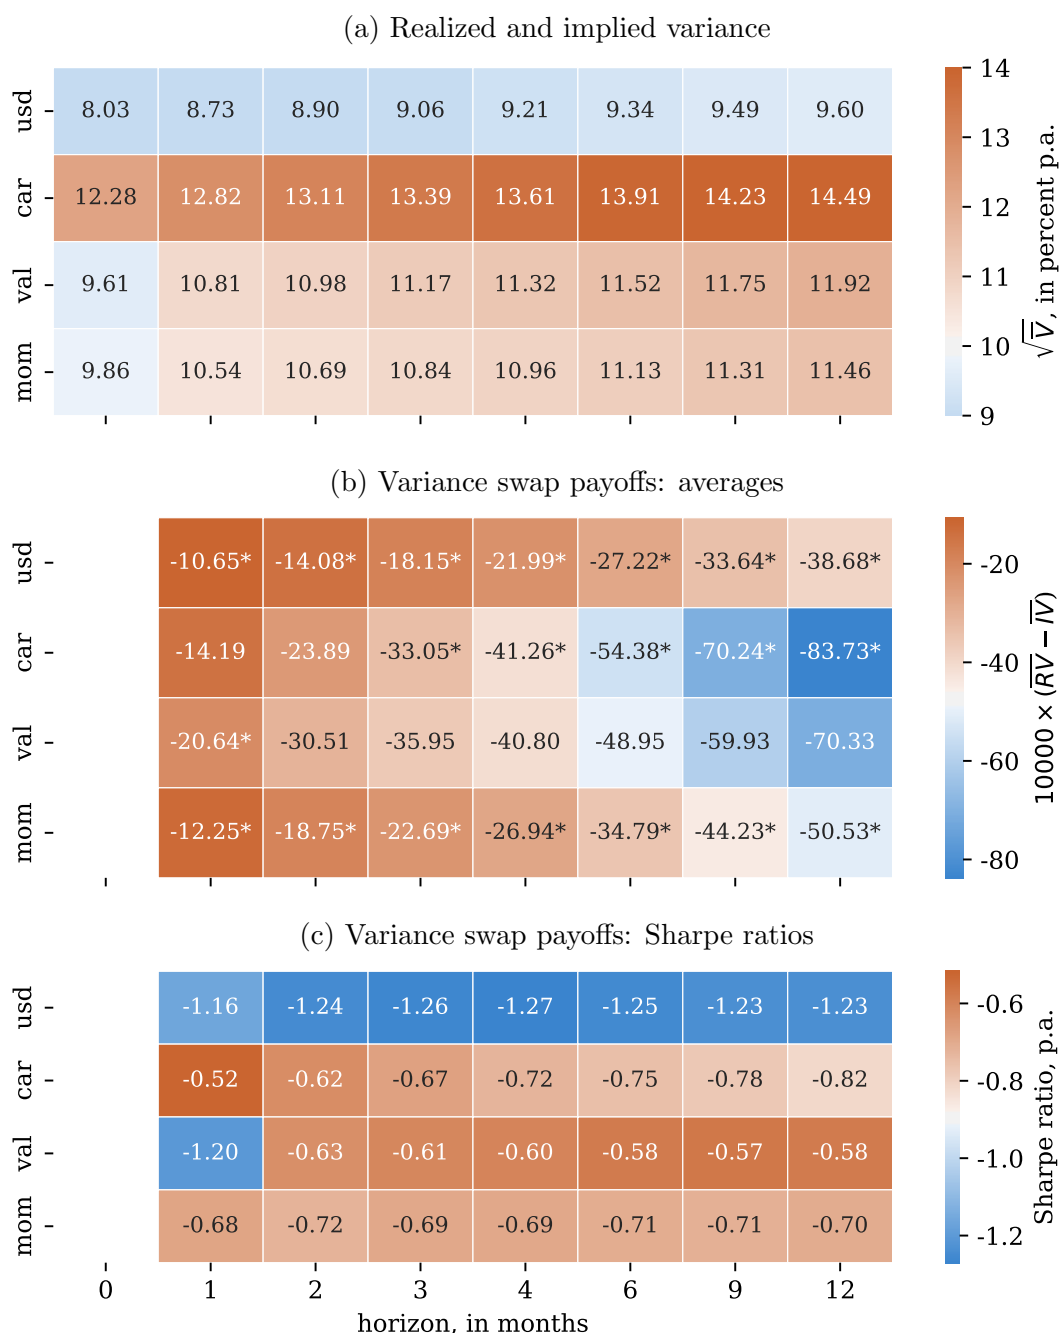 (a) Realized and implied variance
usd 8.03 8.73 8.90 9.06 9.21 9.34 9.49 9.60
car 12.28 12.82 13.11 13.39 13.61 13.91 14.23 14.49
val 9.61 10.81 10.98 11.17 11.32 11.52 11.75 11.92
mom 9.86 10.54 10.69 10.84 10.96 11.13 11.31 11.46
14
13
12
11
10
9
√V̅, in percent p.a.
(b) Variance swap payoffs: averages
usd -10.65* -14.08* -18.15* -21.99* -27.22* -33.64* -38.68*
car -14.19 -23.89 -33.05* -41.26* -54.38* -70.24* -83.73*
val -20.64* -30.51 -35.95 -40.80 -48.95 -59.93 -70.33
mom -12.25* -18.75* -22.69* -26.94* -34.79* -44.23* -50.53*
-20
-40
-60
-80
10000 × (R̅V̅ − I̅V̅)
(c) Variance swap payoffs: Sharpe ratios
usd -1.16 -1.24 -1.26 -1.27 -1.25 -1.23 -1.23
car -0.52 -0.62 -0.67 -0.72 -0.75 -0.78 -0.82
val -1.20 -0.63 -0.61 -0.60 -0.58 -0.57 -0.58
mom -0.68 -0.72 -0.69 -0.69 -0.71 -0.71 -0.70
0 1 2 3 4 6 9 12
horizon, in months
-0.6
-0.8
-1.0
-1.2
Sharpe ratio, p.a.